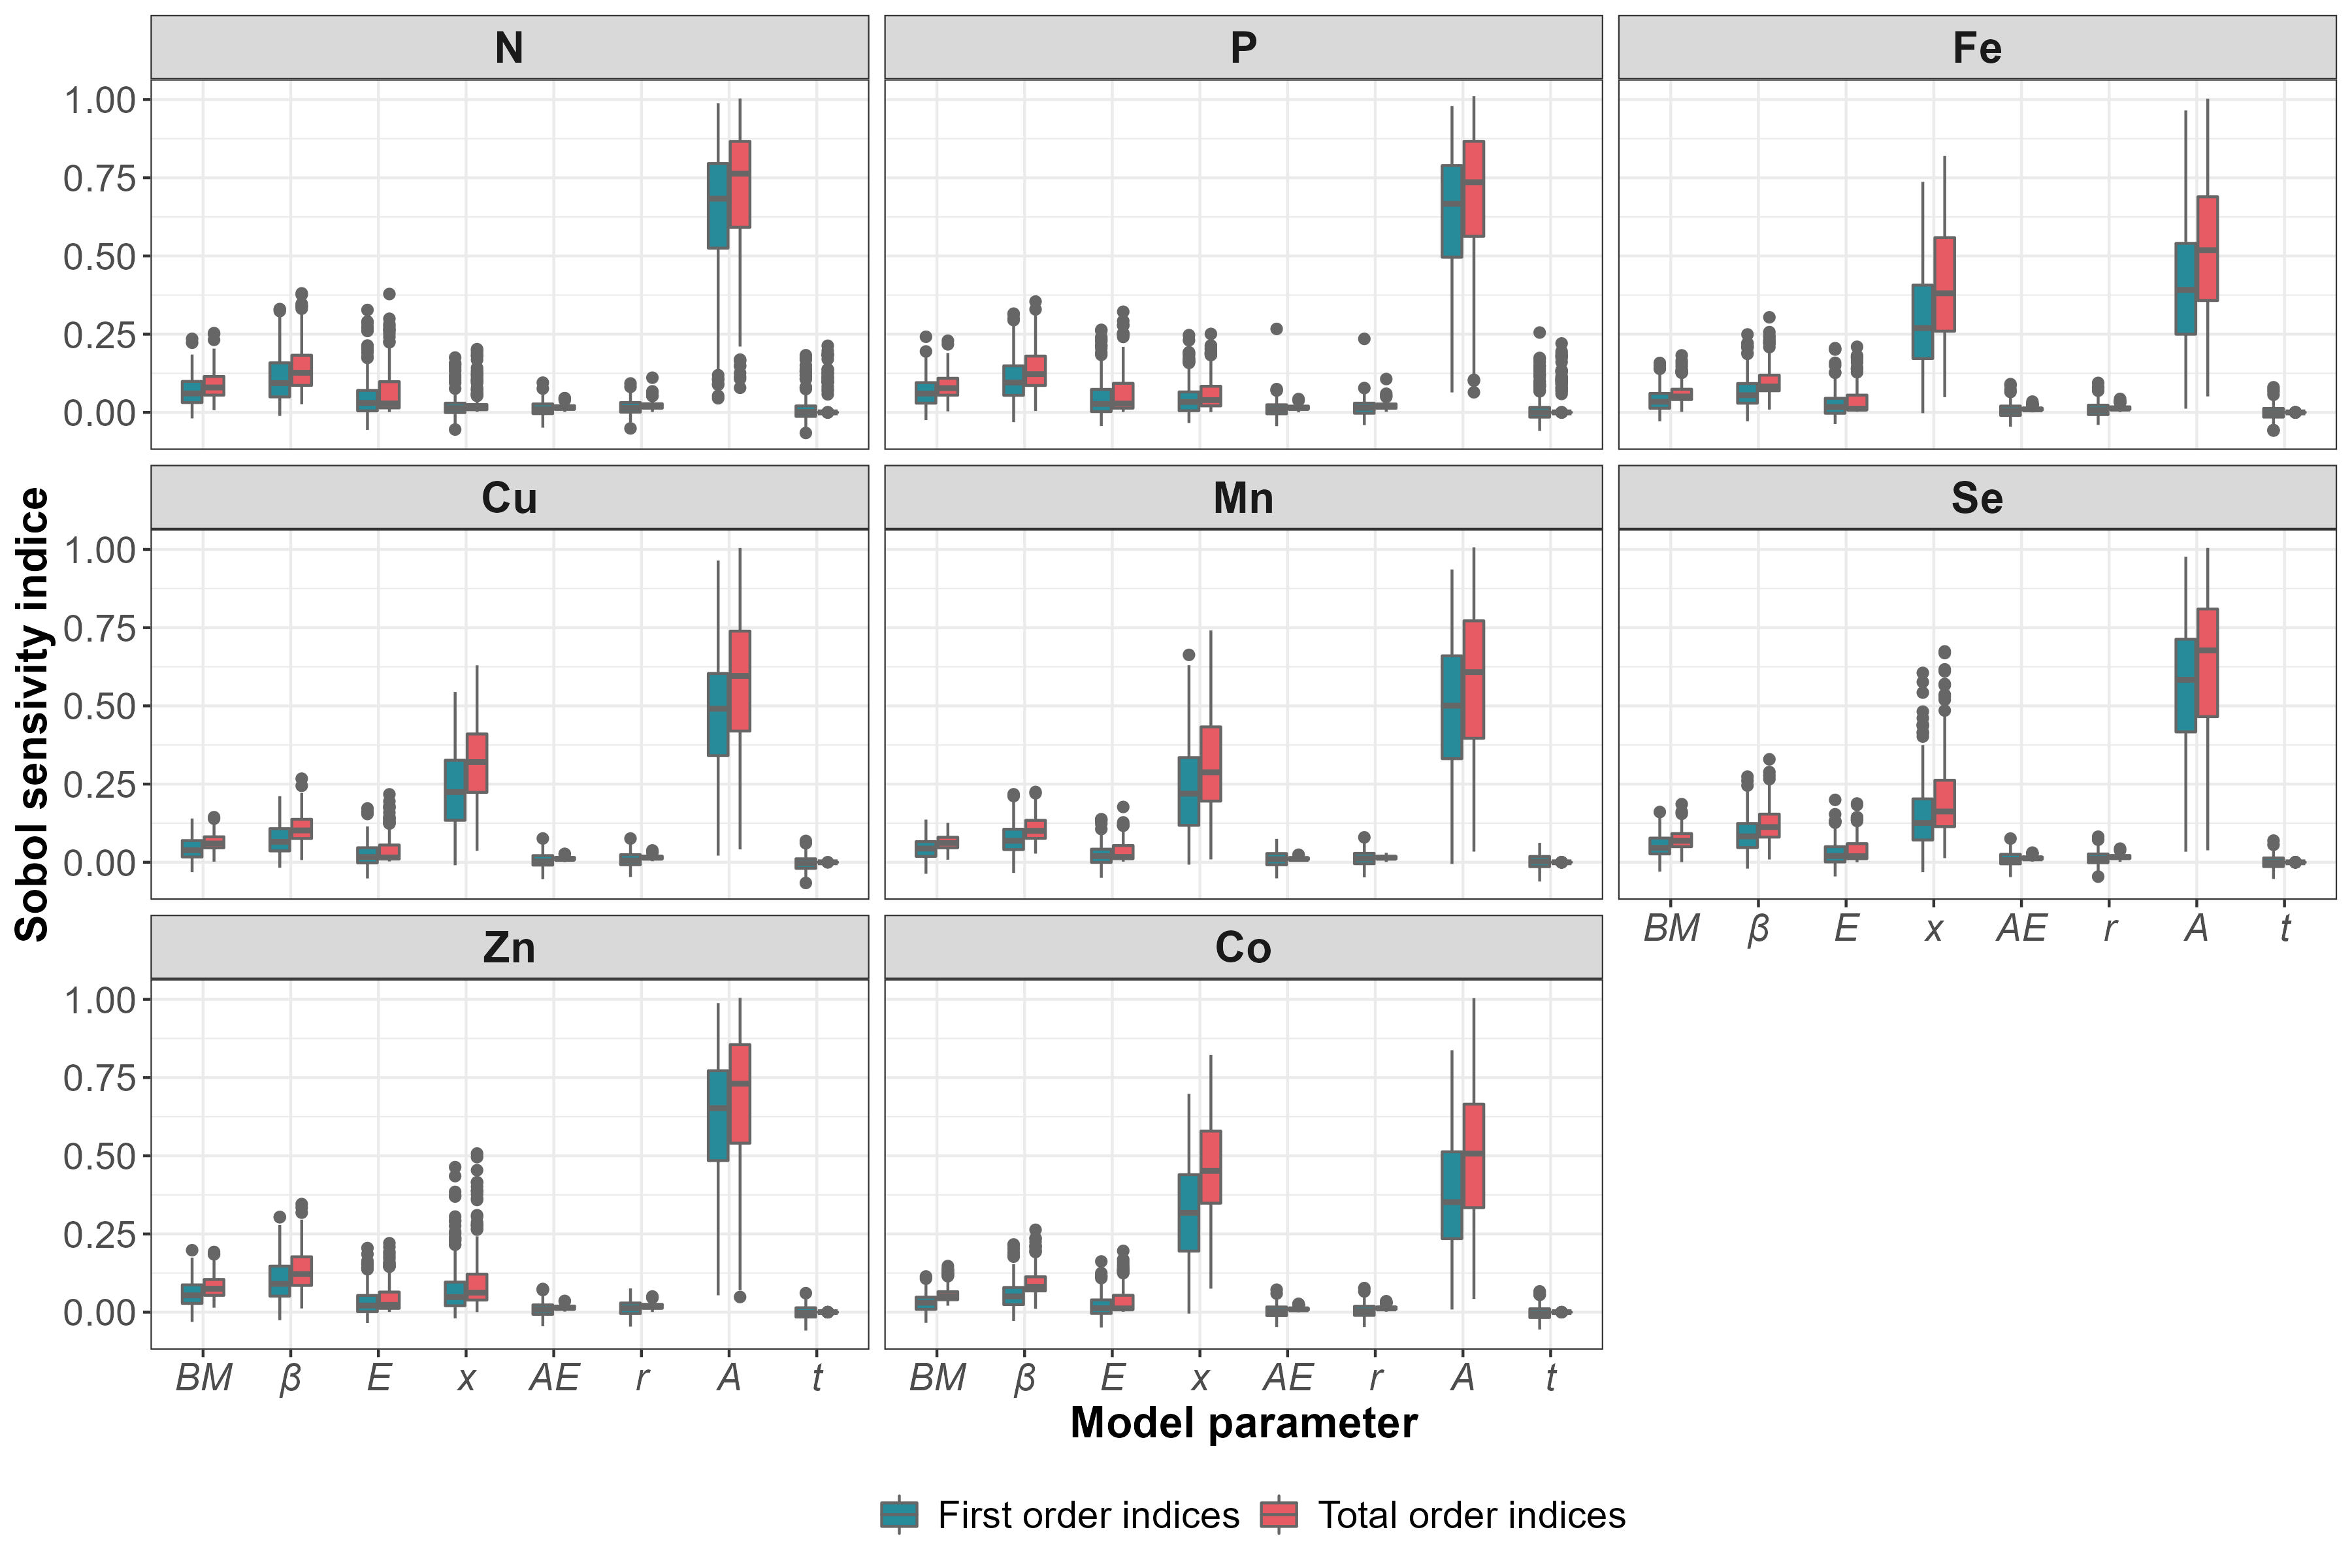 N P Fe
1.00
0.75
0.50
0.25
0.00
Cu Mn Se
1.00
0.75
0.50
0.25
0.00
BM β E x AE r A t
Zn Co
1.00
0.75
0.50
0.25
0.00
BM β E x AE r A t BM β E x AE r A t
Sobol sensitivity indice
Model parameter
First order indices Total order indices